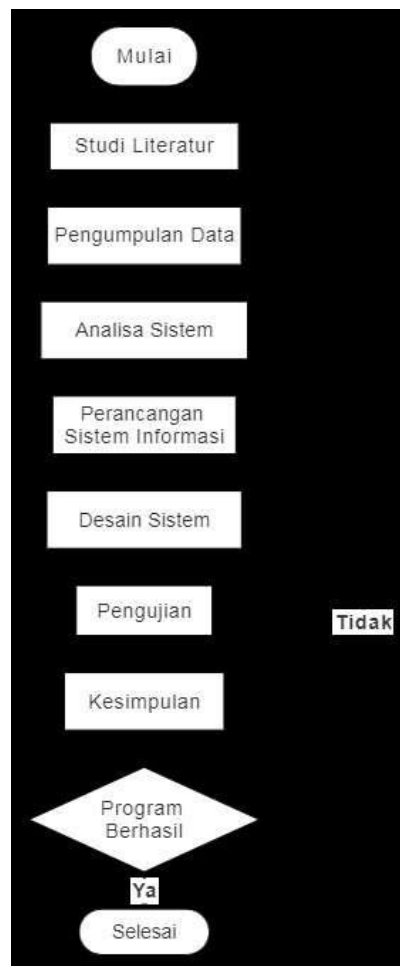 Mulai
Studi Literatur
Pengumpulan Data
Analisa Sistem
Perancangan
Sistem Informasi
Desain Sistem
Pengujian
Tidak
Kesimpulan
Program
Berhasil
Ya
Selesai